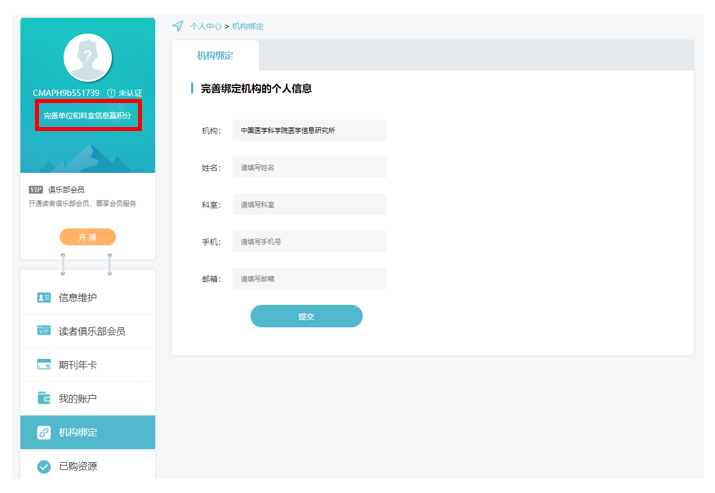 个人中心 > 机构绑定
?
CMAPH9b551739 未认证
完善单位和科室信息赢积分
VIP 俱乐部会员
开通读者俱乐部会员，尊享会员服务
开通
信息维护
VIP 读者俱乐部会员
期刊年卡
我的账户
机构绑定
已购资源
机构绑定
完善绑定机构的个人信息
机构： 中国医学科学院医学信息研究所
姓名： 请填写姓名
科室： 请填写科室
手机： 请填写手机号
邮箱： 请填写邮箱
提交